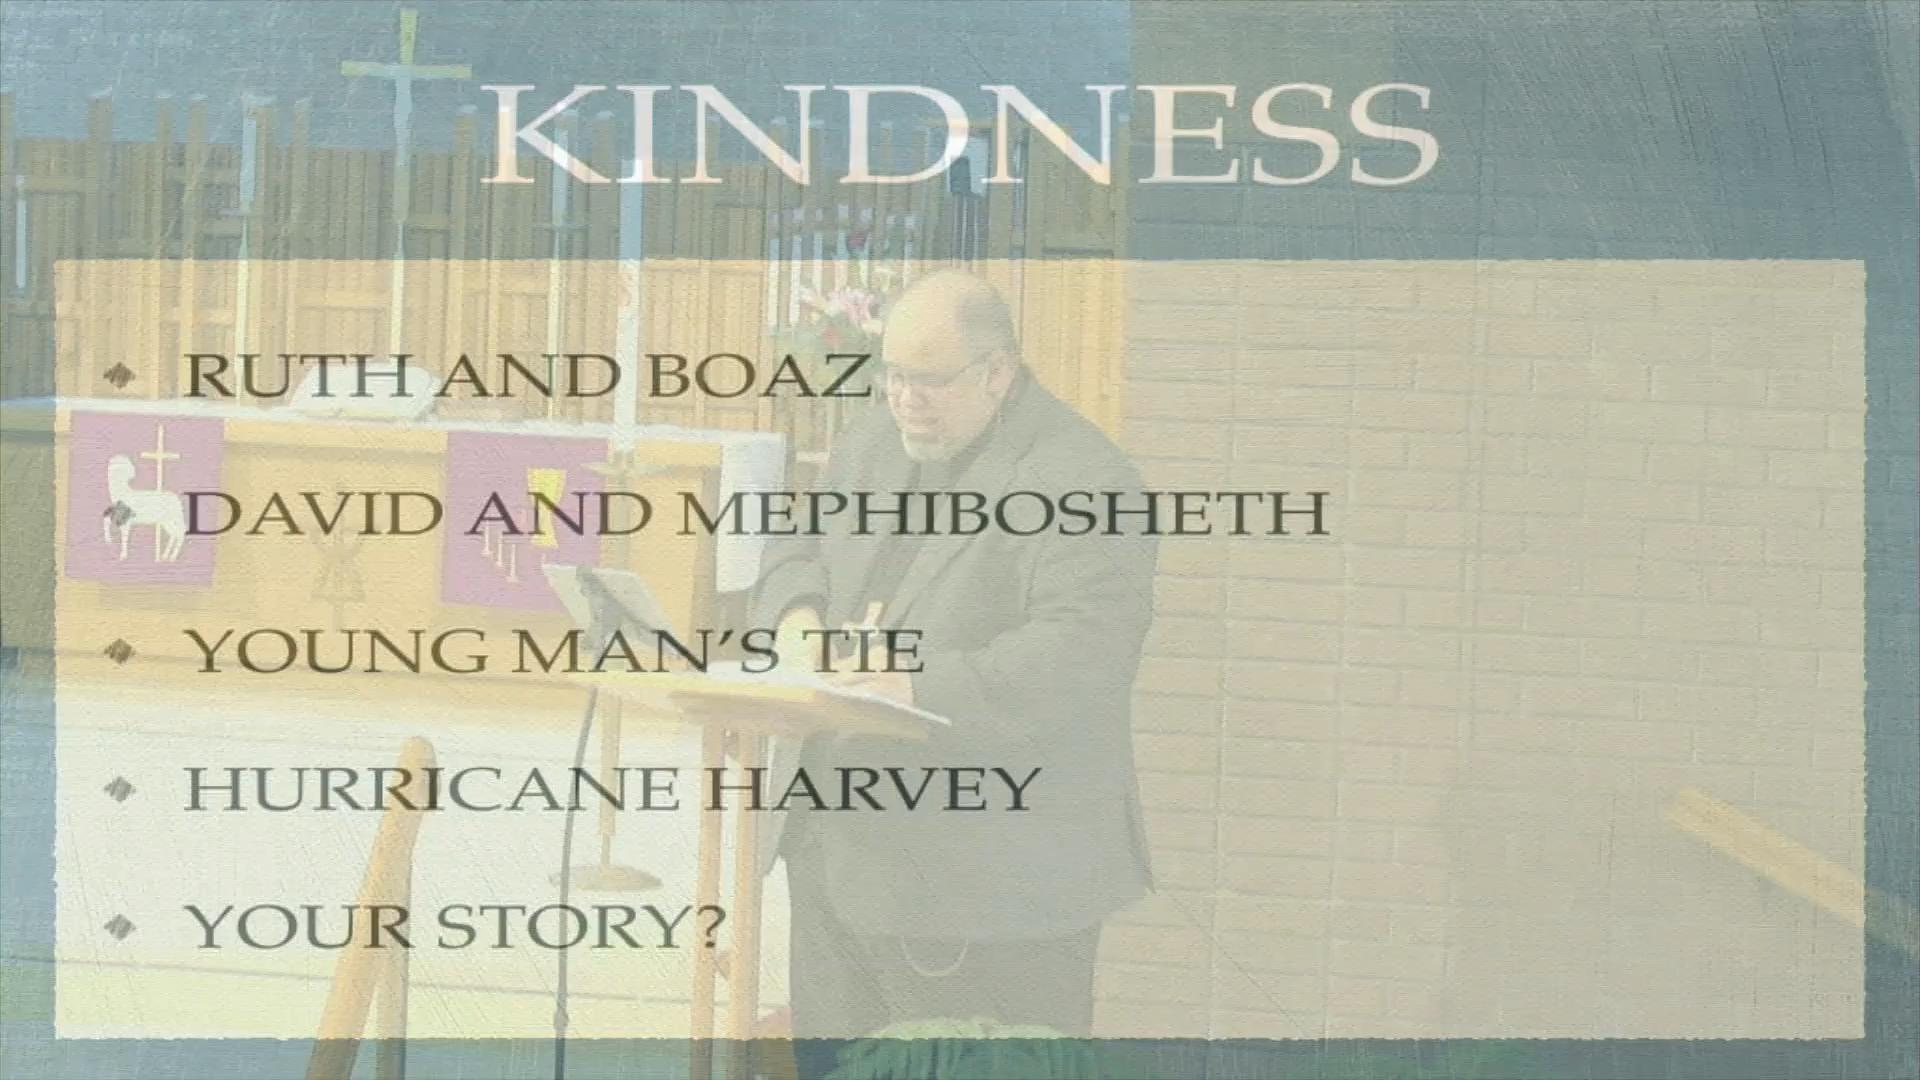 KINDNESS
RUTH AND BOAZ
DAVID AND MEPHIBOSHETH
YOUNG MAN'S TIE
HURRICANE HARVEY
YOUR STORY?